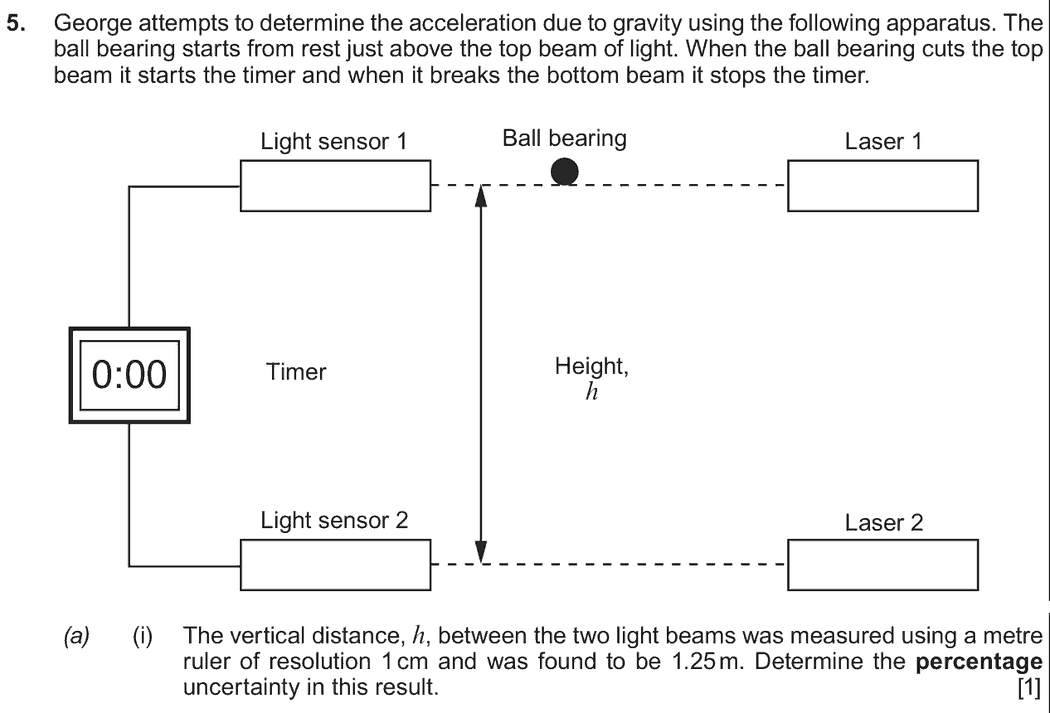 5. George attempts to determine the acceleration due to gravity using the following apparatus. The
ball bearing starts from rest just above the top beam of light. When the ball bearing cuts the top
beam it starts the timer and when it breaks the bottom beam it stops the timer.
Light sensor 1
Ball bearing
Laser 1
0:00
Timer
Height,
h
Light sensor 2
Laser 2
(a) (i) The vertical distance, h, between the two light beams was measured using a metre
ruler of resolution 1 cm and was found to be 1.25 m. Determine the percentage
uncertainty in this result. [1]